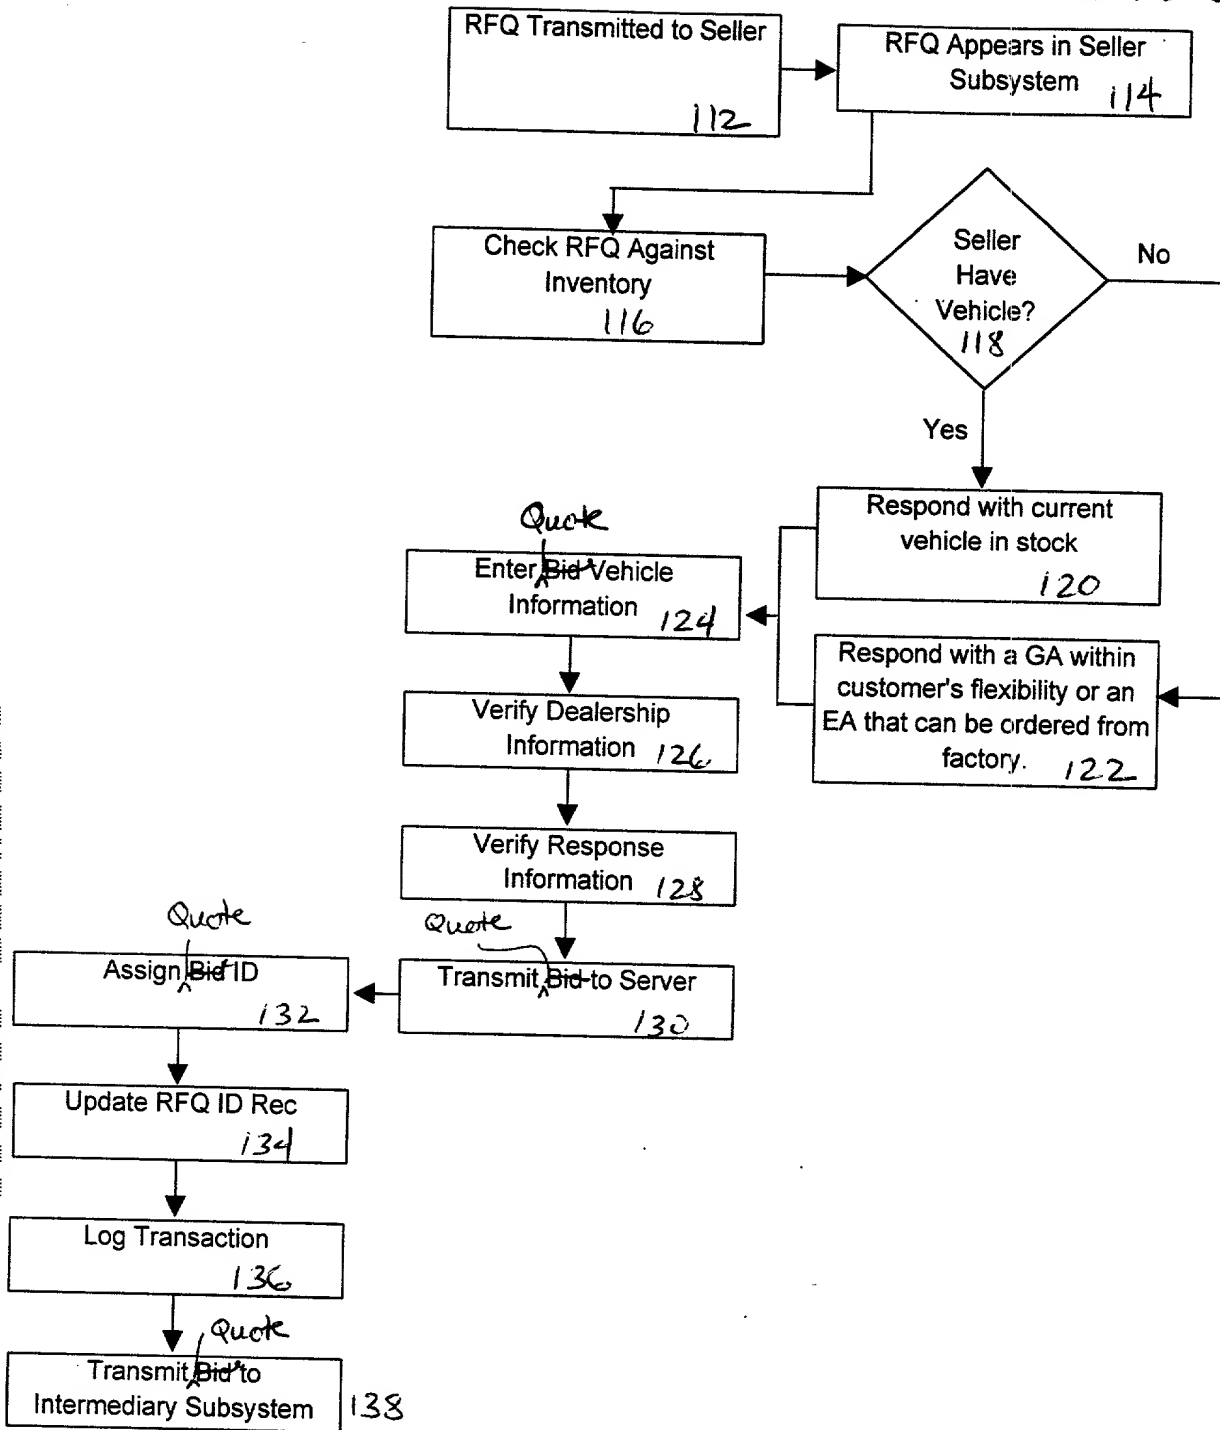 RFQ Transmitted to Seller
112
RFQ Appears in Seller
Subsystem
114
Check RFQ Against
Inventory
116
Seller
Have
Vehicle?
118
No
Yes
Respond with current
vehicle in stock
120
Respond with a GA within
customer's flexibility or an
EA that can be ordered from
factory.
122
Quote
Enter Bid Vehicle
Information
124
Verify Dealership
Information
126
Verify Response
Information
128
Quote
Transmit Bid to Server
130
Quote
Assign Bid ID
132
Update RFQ ID Rec
134
Log Transaction
136
Quote
Transmit Bid to
Intermediary Subsystem
138